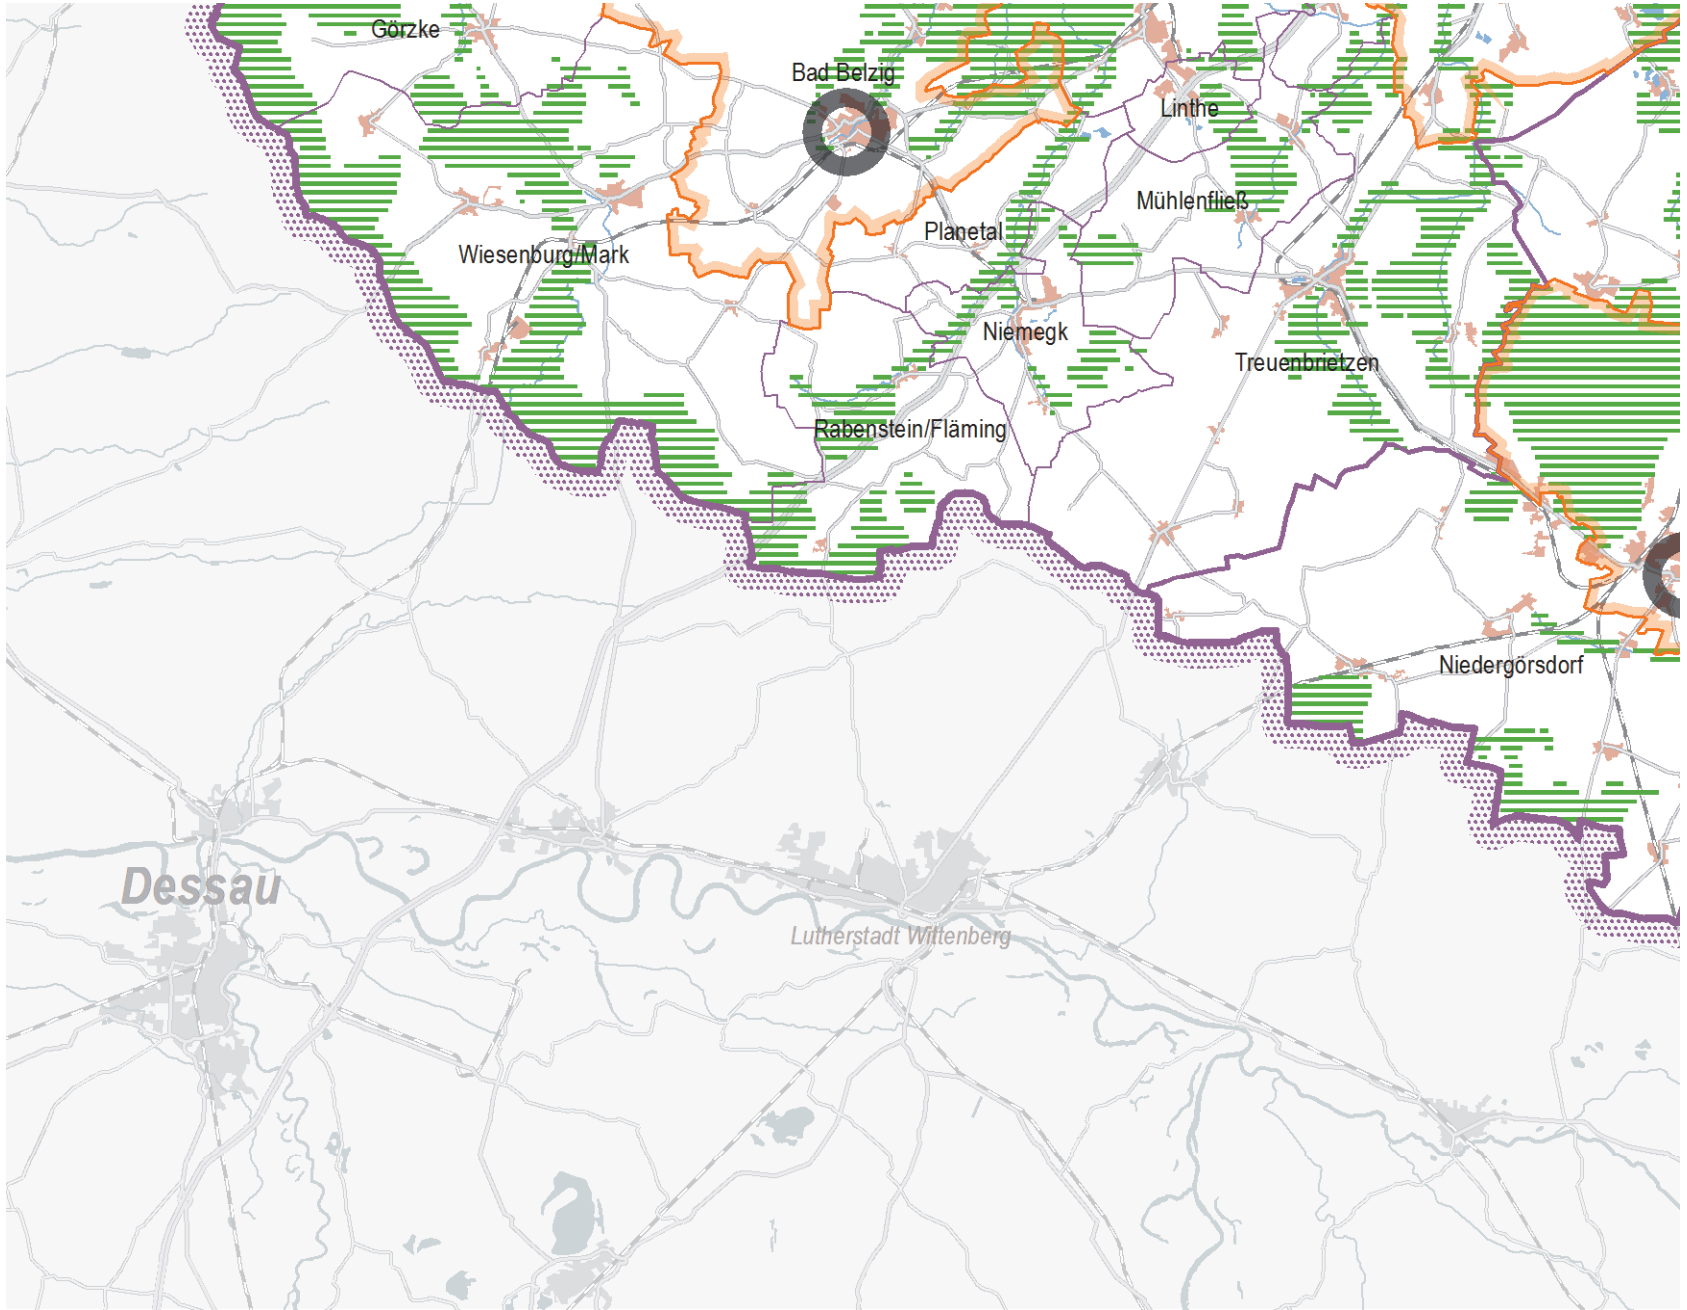 Görzke
Bad Belzig
Linthe
Mühlenfließ
Planetal
Wiesenburg/Mark
Niemegk
Treuenbrietzen
Rabenstein/Fläming
Niedergörsdorf
Dessau
Lutherstadt Wittenberg